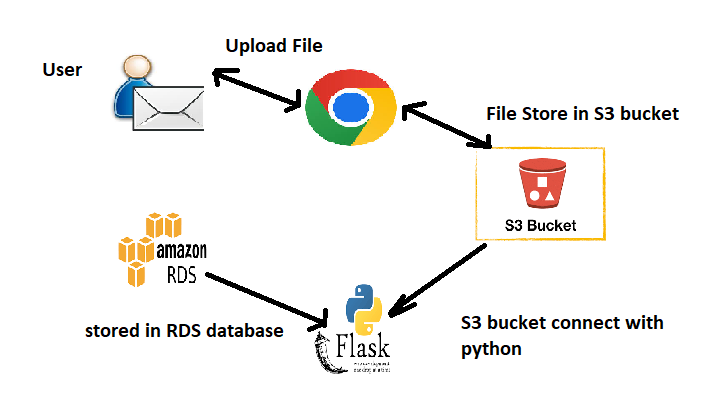 Upload File
User
File Store in S3 bucket
S3 Bucket
amazon
RDS
stored in RDS database
Flask
S3 bucket connect with
python